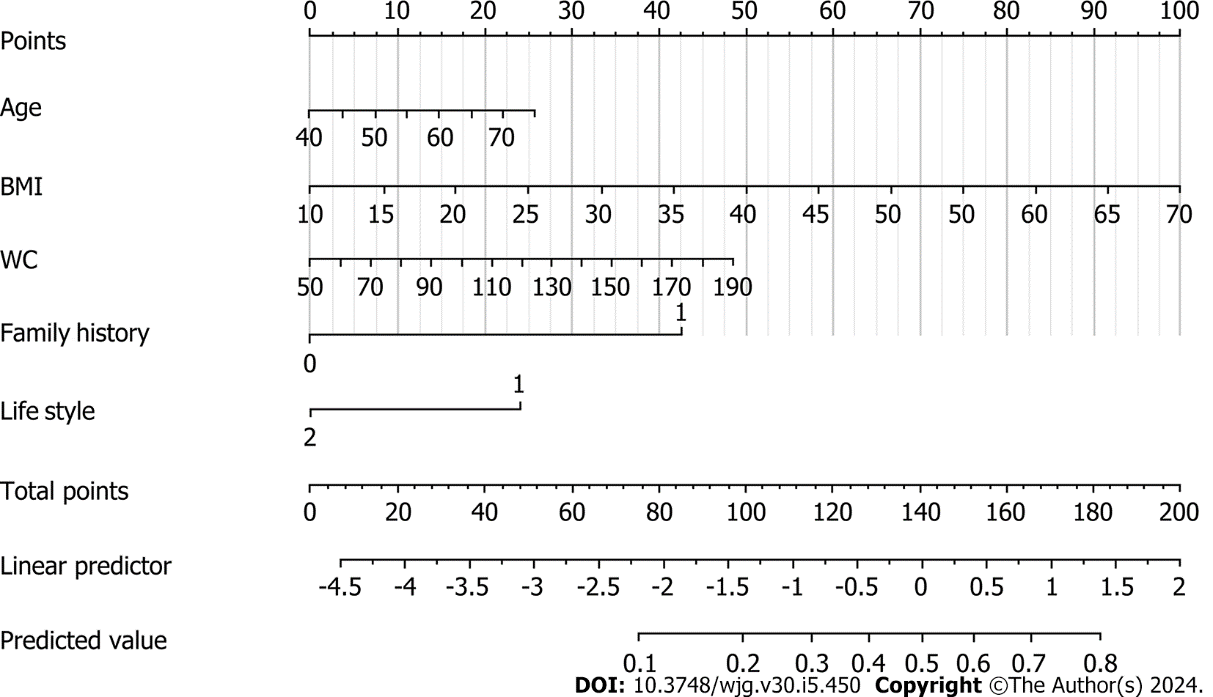 0 10 20 30 40 50 60 70 80 90 100
Points
Age
40 50 60 70
BMI
10 15 20 25 30 35 40 45 50 50 60 65 70
WC
50 70 90 110 130 150 170 190
1
Family history
0
1
Life style
2
Total points
0 20 40 60 80 100 120 140 160 180 200
Linear predictor
-4.5 -4 -3.5 -3 -2.5 -2 -1.5 -1 -0.5 0 0.5 1 1.5 2
Predicted value
0.1 0.2 0.3 0.4 0.5 0.6 0.7 0.8
DOI: 10.3748/wjg.v30.i5.450 Copyright ©The Author(s) 2024.